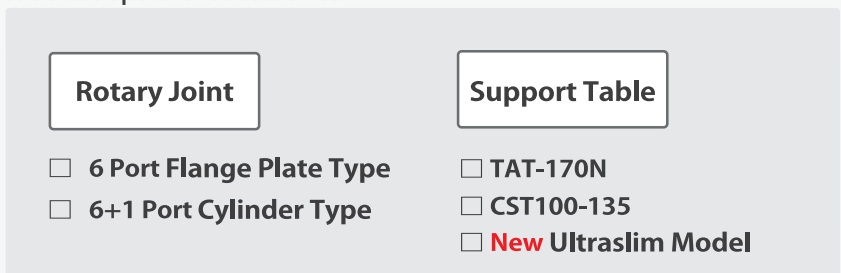 Rotary Joint
☐ 6 Port Flange Plate Type
☐ 6+1 Port Cylinder Type
Support Table
☐ TAT-170N
☐ CST100-135
☐ New Ultraslim Model